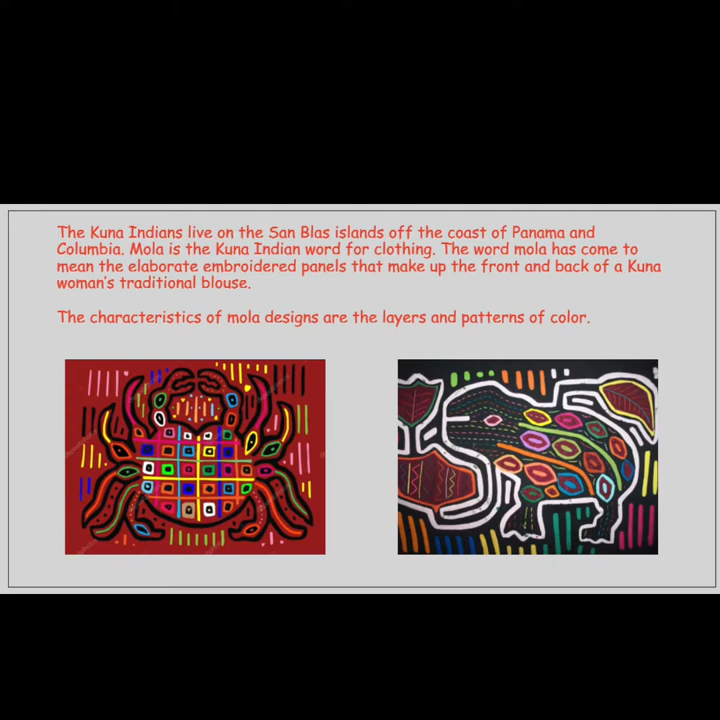 The Kuna Indians live on the San Blas islands off the coast of Panama and
Columbia. Mola is the Kuna Indian word for clothing. The word mola has come to
mean the elaborate embroidered panels that make up the front and back of a Kuna
woman's traditional blouse.
The characteristics of mola designs are the layers and patterns of color.